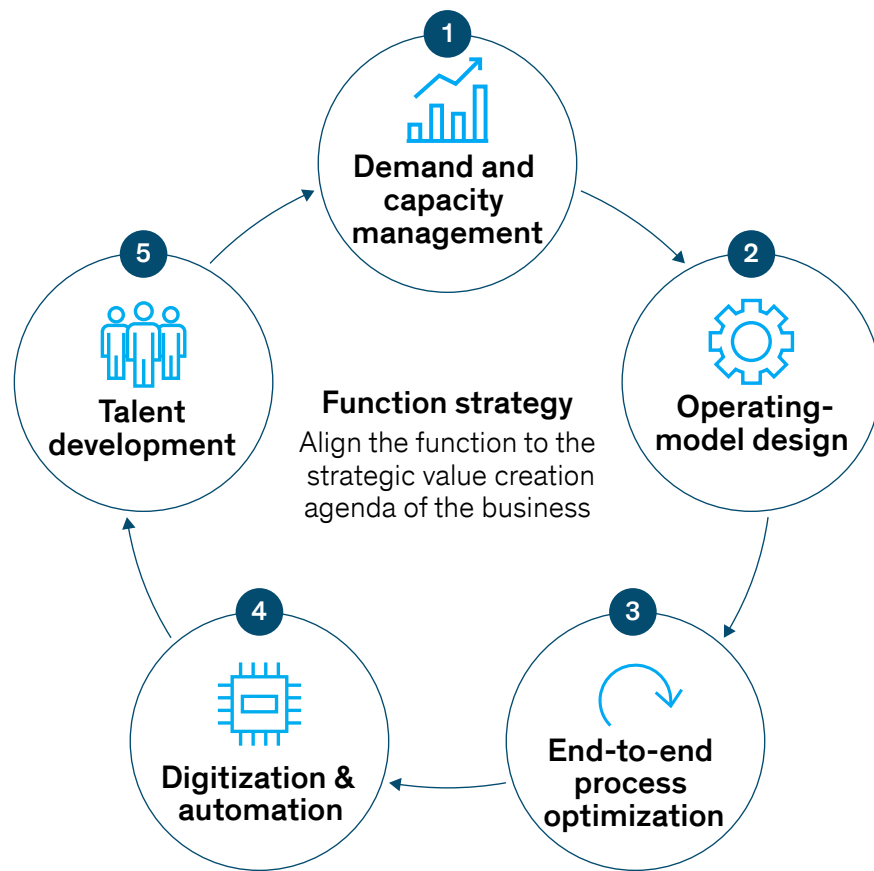 1
Demand and
capacity
management
2
Operating-
model design
3
End-to-end
process
optimization
4
Digitization &
automation
5
Talent
development
Function strategy
Align the function to the
strategic value creation
agenda of the business